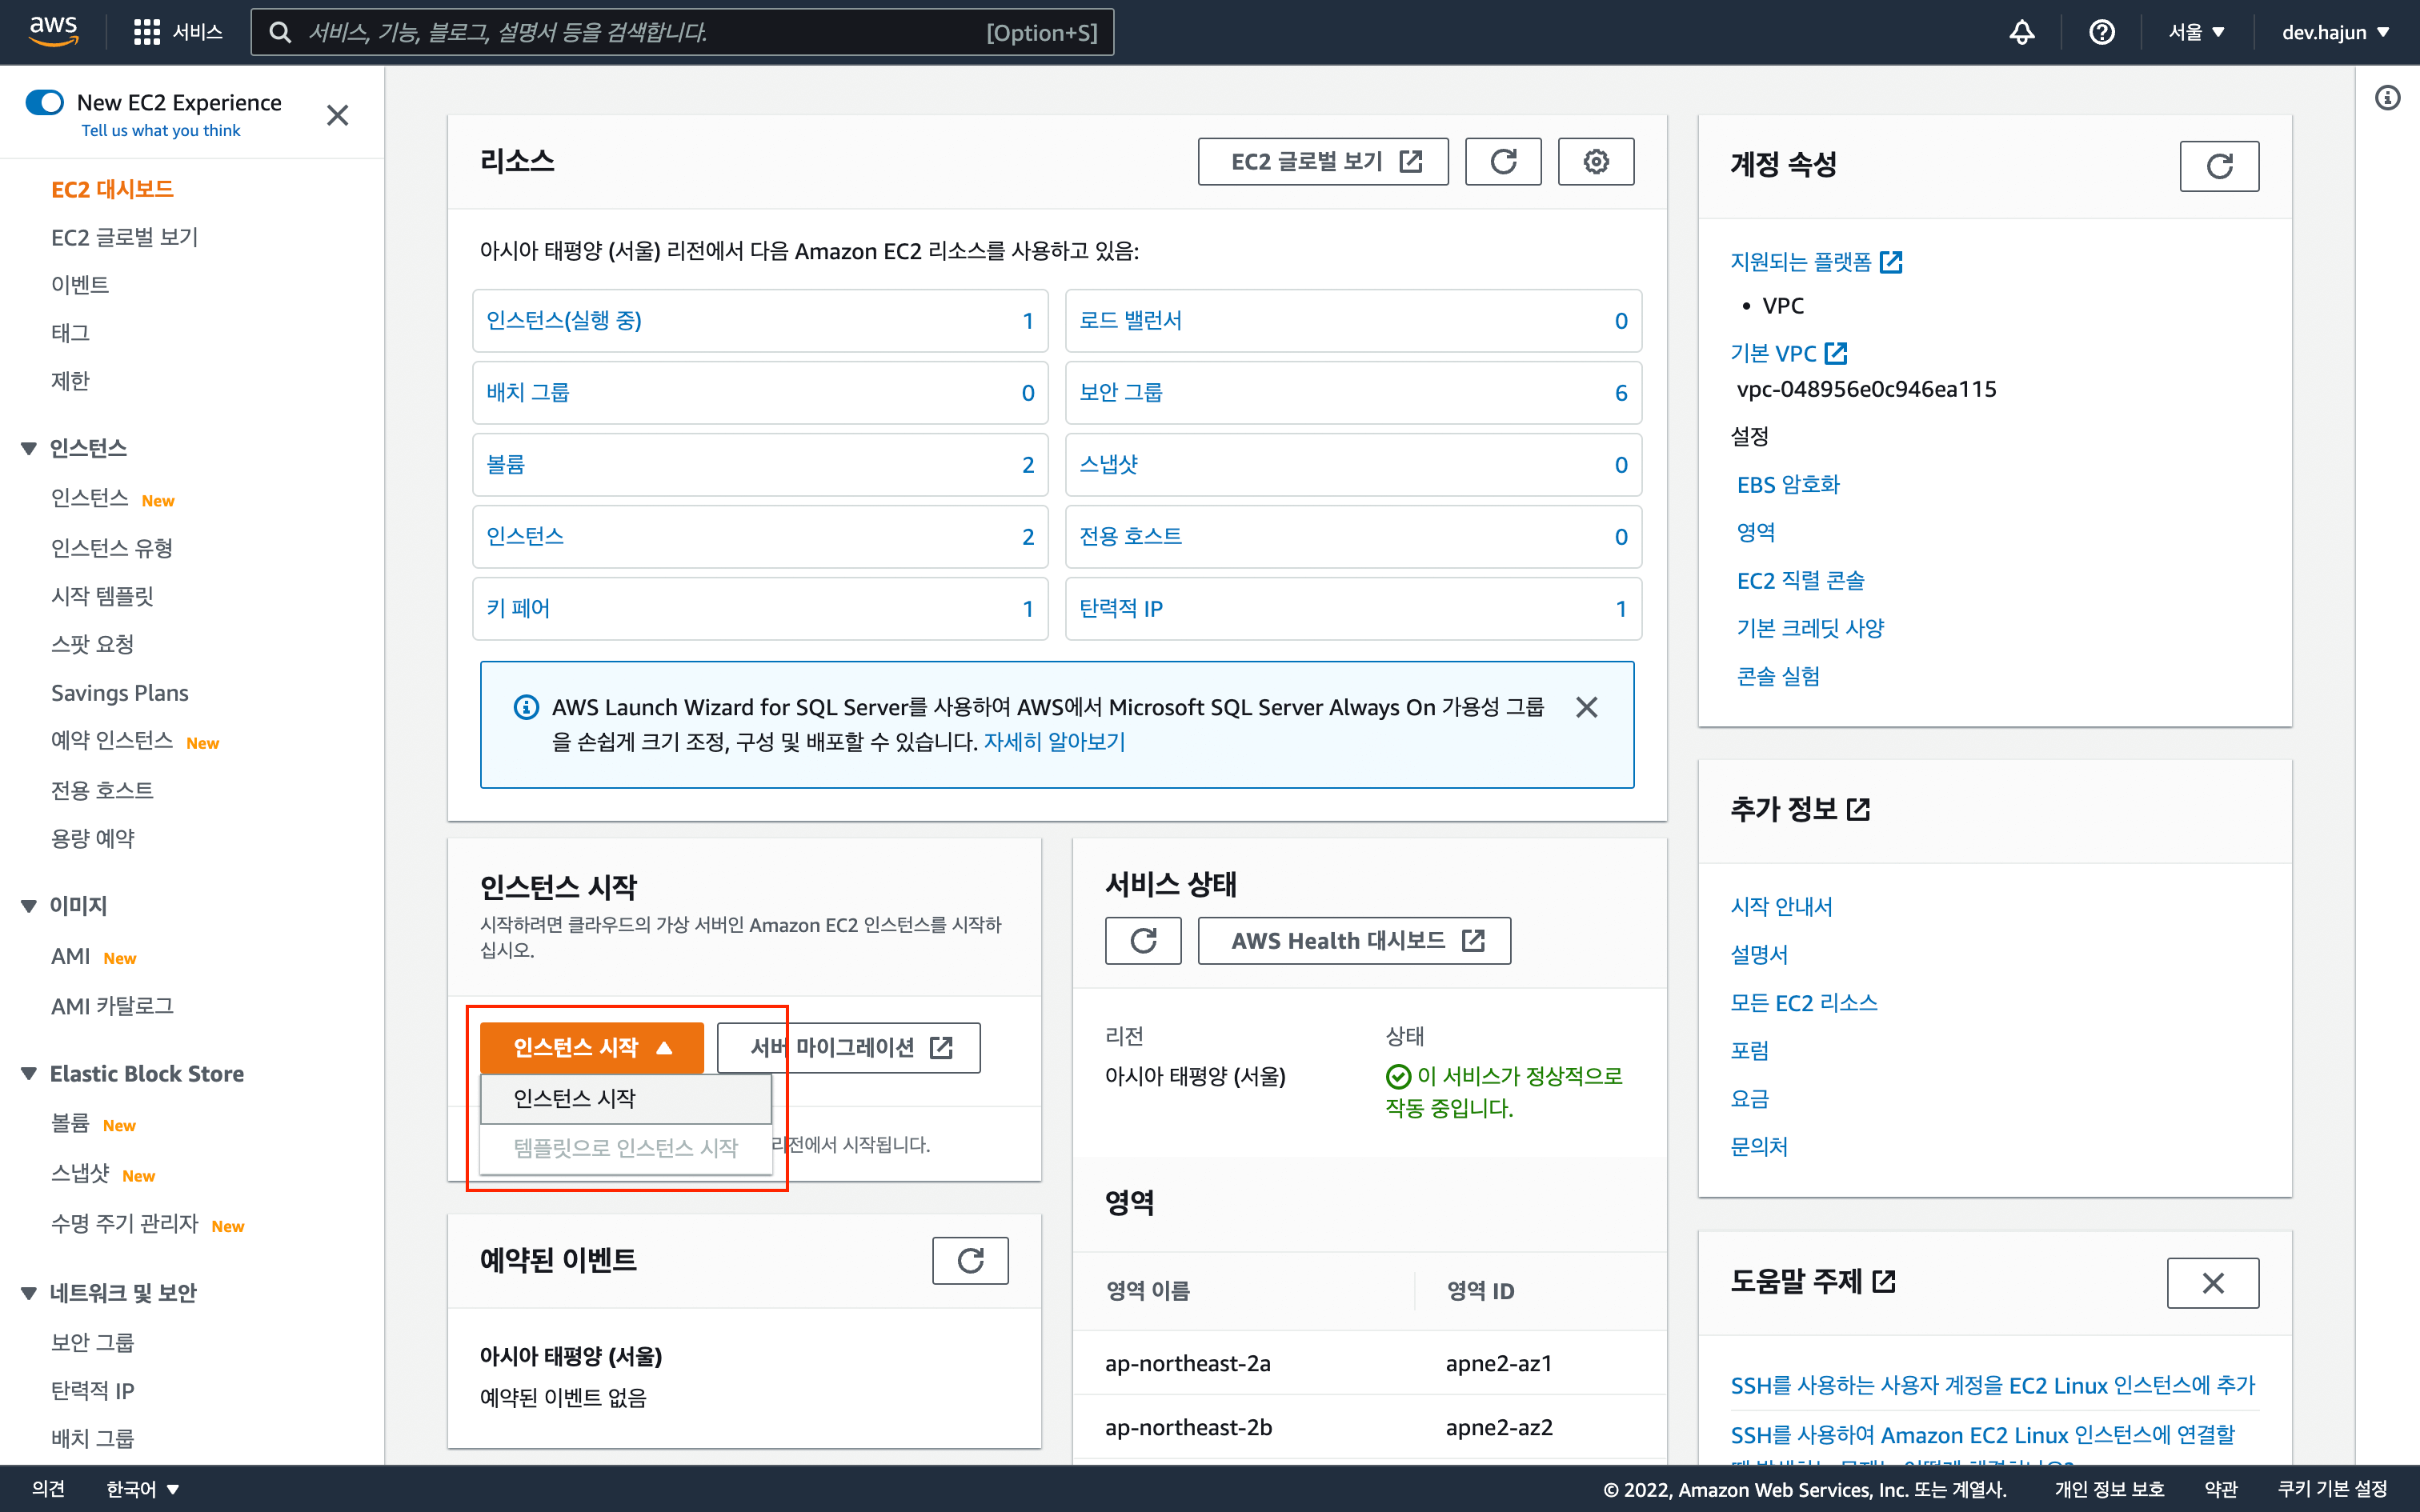 aws
서비스
서비스, 기능, 블로그, 설명서 등을 검색합니다.
[Option+S]
서울
dev.hajun
New EC2 Experience
Tell us what you think
EC2 대시보드
EC2 글로벌 보기
이벤트
태그
제한
인스턴스
인스턴스 New
인스턴스 유형
시작 템플릿
스팟 요청
Savings Plans
예약 인스턴스 New
전용 호스트
용량 예약
이미지
AMI New
AMI 카탈로그
Elastic Block Store
볼륨 New
스냅샷 New
수명 주기 관리자 New
네트워크 및 보안
보안 그룹
탄력적 IP
배치 그룹
리소스
EC2 글로벌 보기
아시아 태평양 (서울) 리전에서 다음 Amazon EC2 리소스를 사용하고 있음:
인스턴스(실행 중) 1
로드 밸런서 0
배치 그룹 0
보안 그룹 6
볼륨 2
스냅샷 0
인스턴스 2
전용 호스트 0
키 페어 1
탄력적 IP 1
AWS Launch Wizard for SQL Server를 사용하여 AWS에서 Microsoft SQL Server Always On 가용성 그룹
을 손쉽게 크기 조정, 구성 및 배포할 수 있습니다. 자세히 알아보기
인스턴스 시작
시작하려면 클라우드의 가상 서버인 Amazon EC2 인스턴스를 시작하
십시오.
인스턴스 시작
서버 마이그레이션
인스턴스 시작
템플릿으로 인스턴스 시작
리전에서 시작됩니다.
예약된 이벤트
아시아 태평양 (서울)
예약된 이벤트 없음
서비스 상태
AWS Health 대시보드
리전
상태
아시아 태평양 (서울)
이 서비스가 정상적으로
작동 중입니다.
영역
영역 이름
영역 ID
ap-northeast-2a
apne2-az1
ap-northeast-2b
apne2-az2
계정 속성
지원되는 플랫폼
• VPC
기본 VPC
vpc-048956e0c946ea115
설정
EBS 암호화
영역
EC2 직렬 콘솔
기본 크레딧 사양
콘솔 실험
추가 정보
시작 안내서
설명서
모든 EC2 리소스
포럼
요금
문의처
도움말 주제
SSH를 사용하는 사용자 계정을 EC2 Linux 인스턴스에 추가
SSH를 사용하여 Amazon EC2 Linux 인스턴스에 연결할
의견
한국어
© 2022, Amazon Web Services, Inc. 또는 계열사.
개인 정보 보호
약관
쿠키 기본 설정